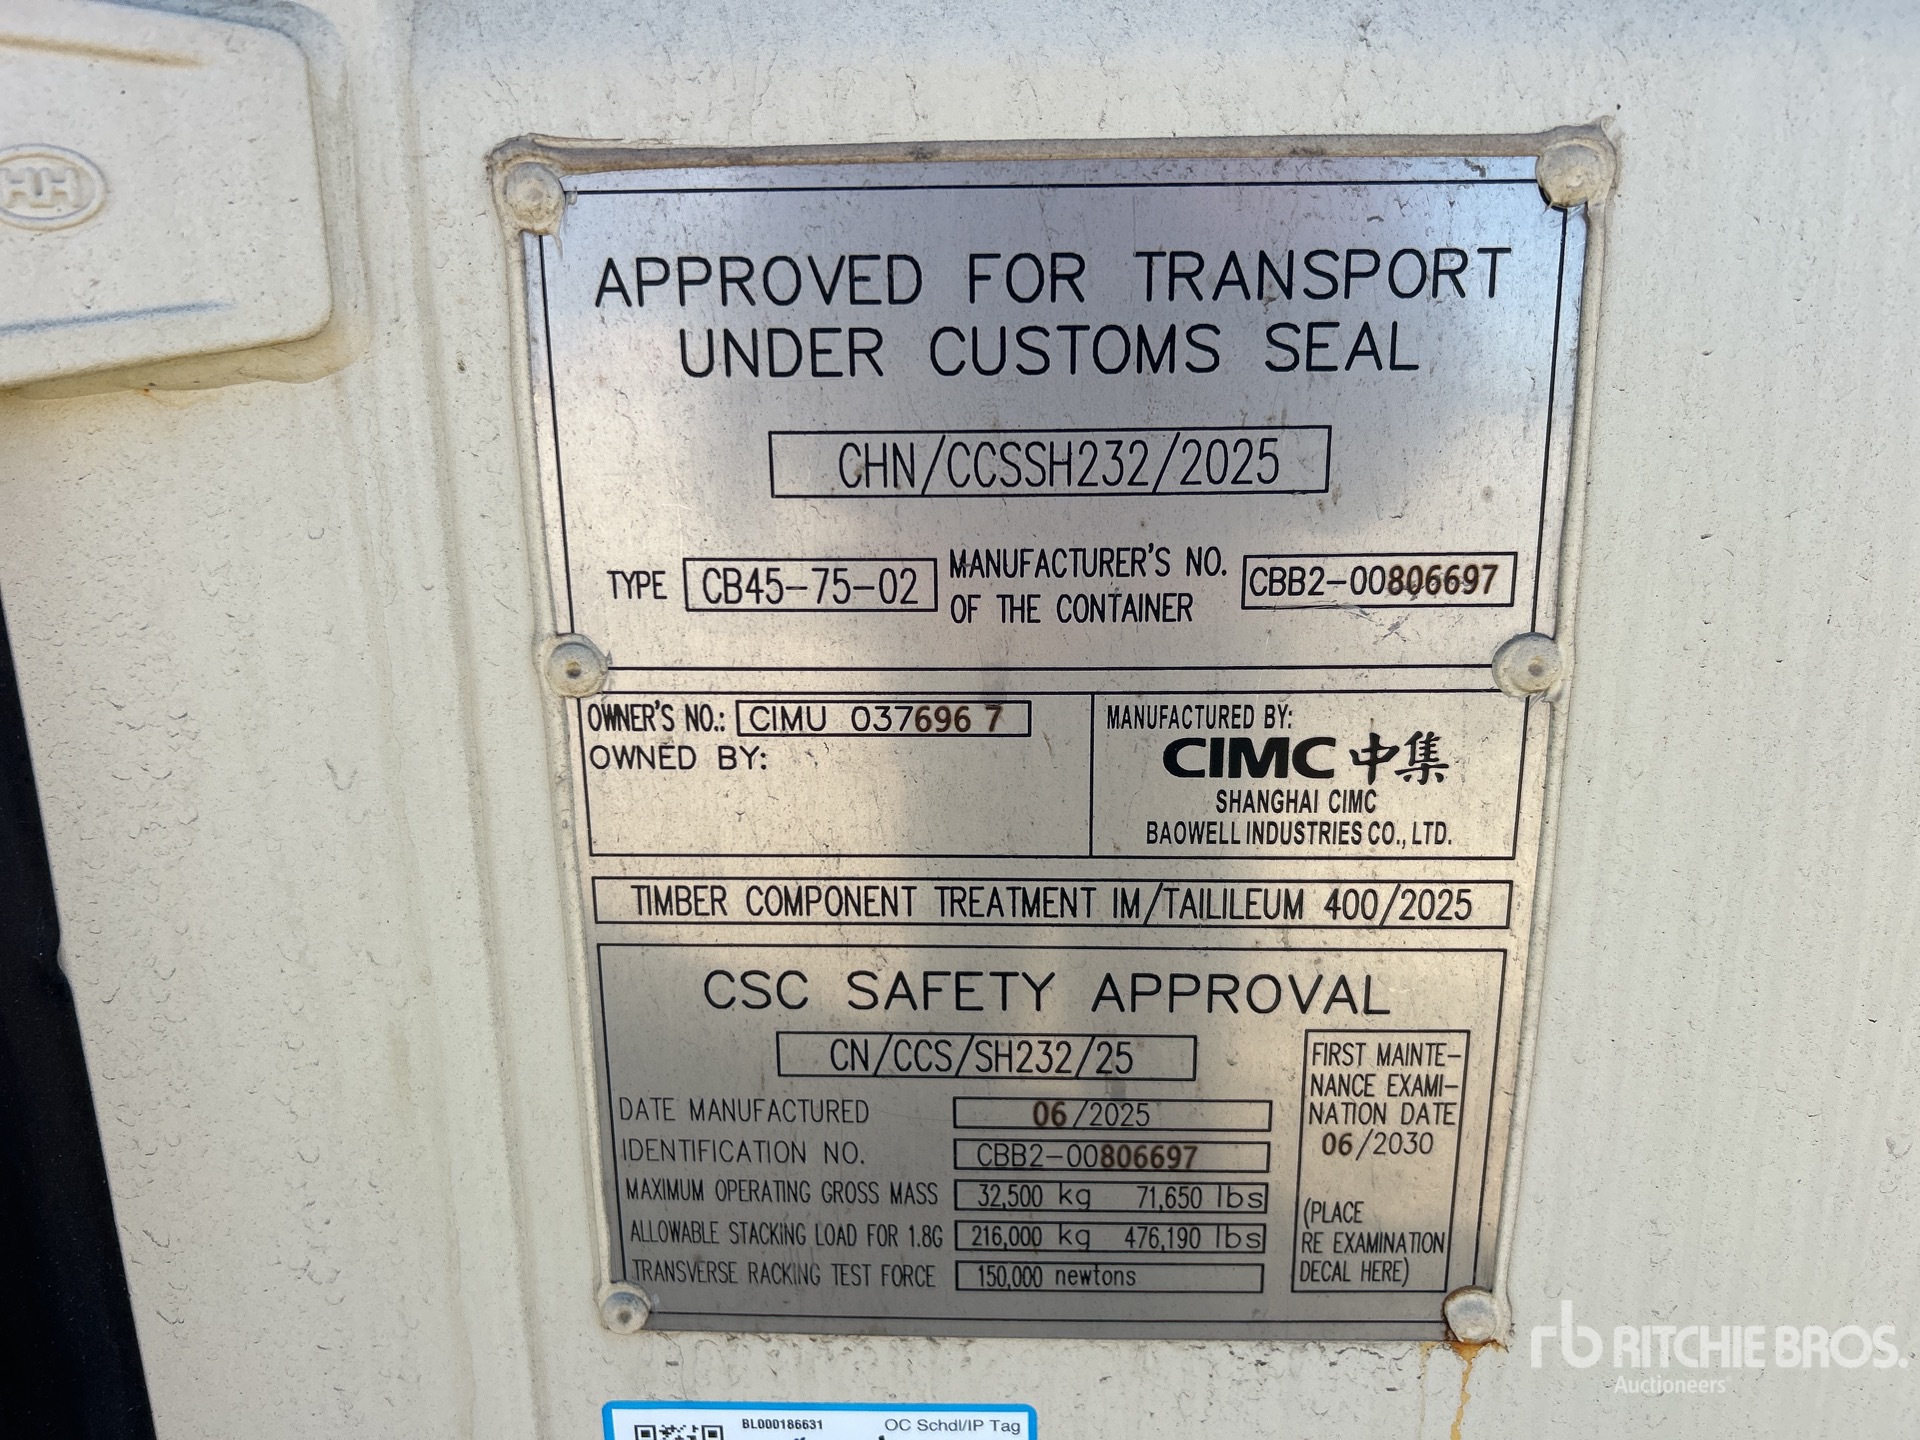 HH
APPROVED FOR TRANSPORT
UNDER CUSTOMS SEAL
CHN/CCSSH232/2025
TYPE CB45-75-02 MANUFACTURER'S NO. OF THE CONTAINER CBB2-00806697
OWNER'S NO.: CIMU 037696 7
OWNED BY:
MANUFACTURED BY:
CIMC 中集
SHANGHAI CIMC
BAOWELL INDUSTRIES CO., LTD.
TIMBER COMPONENT TREATMENT IM/TAILILEUM 400/2025
CSC SAFETY APPROVAL
CN/CCS/SH232/25
DATE MANUFACTURED 06/2025
IDENTIFICATION NO. CBB2-00806697
MAXIMUM OPERATING GROSS MASS 32,500 kg 71,650 lbs
ALLOWABLE STACKING LOAD FOR 1.8G 216,000 kg 476,190 lbs
TRANSVERSE RACKING TEST FORCE 150,000 newtons
FIRST MAINTE-
NANCE EXAMI-
NATION DATE
06/2030
(PLACE
RE EXAMINATION
DECAL HERE)
rb RITCHIE BROS.
Auctioneers
BL000186631 OC Schdl/IP Tag